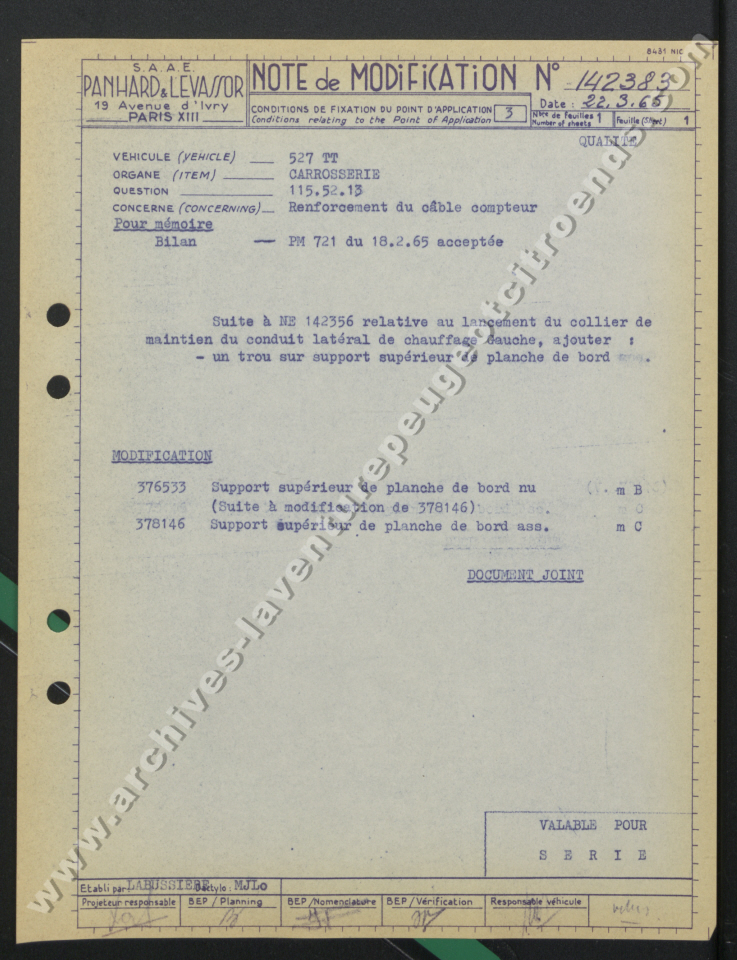 8431 NIC
S.A.A.E.
PANHARD & LEVASSOR
19 Avenue d'Ivry
PARIS XIII
NOTE de MODIFICATION N° 142383
CONDITIONS DE FIXATION DU POINT D'APPLICATION 3
Conditions relating to the Point of Application
Date : 22.3.65
Nbre de feuilles 1
Number of sheets
Feuille (Sheet) 1
QUALITE
VEHICULE (VEHICLE) 527 TT
ORGANE (ITEM) CARROSSERIE
QUESTION 115.52.13
CONCERNE (CONCERNING) Renforcement du câble compteur
Pour mémoire
Bilan — PM 721 du 18.2.65 acceptée
Suite à NE 142356 relative au lancement du collier de
maintien du conduit latéral de chauffage Gauche, ajouter :
- un trou sur support supérieur de planche de bord .
MODIFICATION
376533 Support supérieur de planche de bord nu m B
(Suite à modification de 378146)
378146 Support supérieur de planche de bord ass. m C
DOCUMENT JOINT
VALABLE POUR
S E R I E
Etabli par: LABUSSIERE Dactylo: MJLo
Projeteur responsable
BEP / Planning
BEP / Nomenclature
BEP / Vérification
Responsable véhicule
www.archives-laventurepeugeotcitroends.com